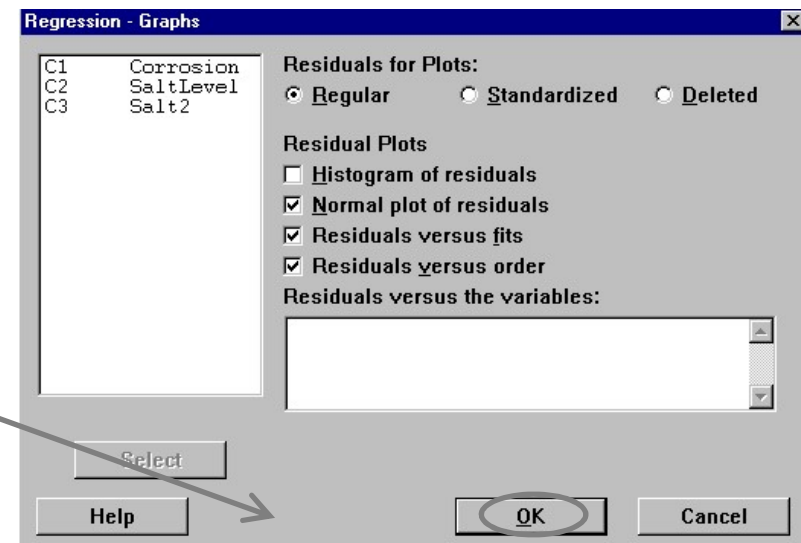 Regression - Graphs
C1 Corrosion
C2 SaltLevel
C3 Salt2
Residuals for Plots:
Regular Standardized Deleted
Residual Plots
Histogram of residuals
Normal plot of residuals
Residuals versus fits
Residuals versus order
Residuals versus the variables:
Select
Help OK Cancel